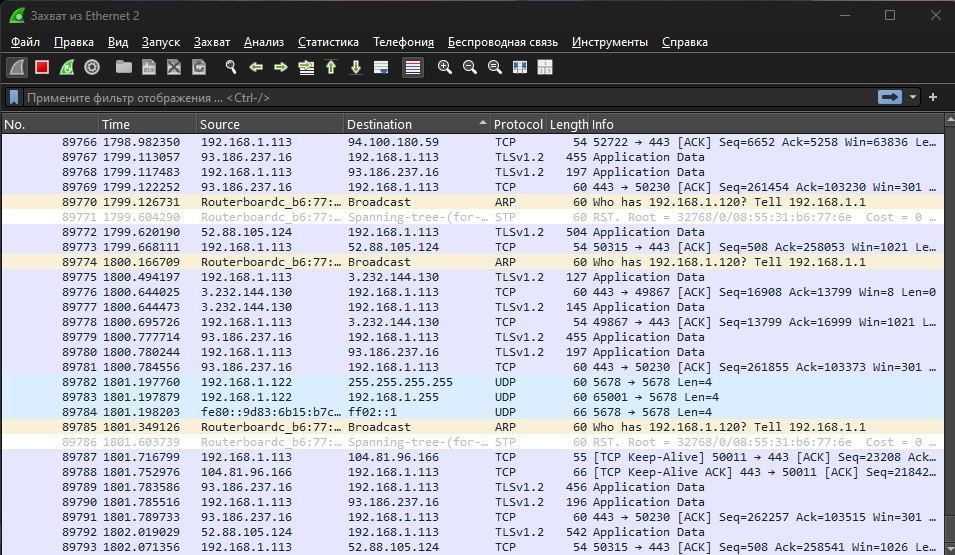 Захват из Ethernet 2
Файл Правка Вид Запуск Захват Анализ Статистика Телефония Беспроводная связь Инструменты Справка
Примените фильтр отображения … <Ctrl-/>
No. Time Source Destination Protocol Length Info
89766 1798.982350 192.168.1.113 94.100.180.59 TCP 54 52722 → 443 [ACK] Seq=6652 Ack=5258 Win=63836 Le…
89767 1799.113057 93.186.237.16 192.168.1.113 TLSv1.2 455 Application Data
89768 1799.117483 192.168.1.113 93.186.237.16 TLSv1.2 197 Application Data
89769 1799.122252 93.186.237.16 192.168.1.113 TCP 60 443 → 50230 [ACK] Seq=261454 Ack=103230 Win=301 …
89770 1799.126731 Routerboardc_b6:77:… Broadcast ARP 60 Who has 192.168.1.120? Tell 192.168.1.1
89771 1799.604290 Routerboardc_b6:77:… Spanning-tree-(for-… STP 60 RST. Root = 32768/0/08:55:31:b6:77:6e Cost = 0 …
89772 1799.620190 52.88.105.124 192.168.1.113 TLSv1.2 504 Application Data
89773 1799.668111 192.168.1.113 52.88.105.124 TCP 54 50315 → 443 [ACK] Seq=508 Ack=258053 Win=1021 Le…
89774 1800.166709 Routerboardc_b6:77:… Broadcast ARP 60 Who has 192.168.1.120? Tell 192.168.1.1
89775 1800.494197 192.168.1.113 3.232.144.130 TLSv1.2 127 Application Data
89776 1800.644025 3.232.144.130 192.168.1.113 TCP 60 443 → 49867 [ACK] Seq=16908 Ack=13799 Win=8 Len=0
89777 1800.644473 3.232.144.130 192.168.1.113 TLSv1.2 145 Application Data
89778 1800.695726 192.168.1.113 3.232.144.130 TCP 54 49867 → 443 [ACK] Seq=13799 Ack=16999 Win=1021 L…
89779 1800.777714 93.186.237.16 192.168.1.113 TLSv1.2 455 Application Data
89780 1800.780244 192.168.1.113 93.186.237.16 TLSv1.2 197 Application Data
89781 1800.784556 93.186.237.16 192.168.1.113 TCP 60 443 → 50230 [ACK] Seq=261855 Ack=103373 Win=301 …
89782 1801.197760 192.168.1.122 255.255.255.255 UDP 60 5678 → 5678 Len=4
89783 1801.197879 192.168.1.122 192.168.1.255 UDP 60 65001 → 5678 Len=4
89784 1801.198203 fe80::9d83:6b15:b7c… ff02::1 UDP 66 5678 → 5678 Len=4
89785 1801.349126 Routerboardc_b6:77:… Broadcast ARP 60 Who has 192.168.1.120? Tell 192.168.1.1
89786 1801.603739 Routerboardc_b6:77:… Spanning-tree-(for-… STP 60 RST. Root = 32768/0/08:55:31:b6:77:6e Cost = 0 …
89787 1801.716799 192.168.1.113 104.81.96.166 TCP 55 [TCP Keep-Alive] 50011 → 443 [ACK] Seq=23208 Ack…
89788 1801.752976 104.81.96.166 192.168.1.113 TCP 66 [TCP Keep-Alive ACK] 443 → 50011 [ACK] Seq=21842…
89789 1801.783586 93.186.237.16 192.168.1.113 TLSv1.2 456 Application Data
89790 1801.785516 192.168.1.113 93.186.237.16 TLSv1.2 196 Application Data
89791 1801.789733 93.186.237.16 192.168.1.113 TCP 60 443 → 50230 [ACK] Seq=262257 Ack=103515 Win=301 …
89792 1802.019029 52.88.105.124 192.168.1.113 TLSv1.2 542 Application Data
89793 1802.071356 192.168.1.113 52.88.105.124 TCP 54 50315 → 443 [ACK] Seq=508 Ack=258541 Win=1026 Le…